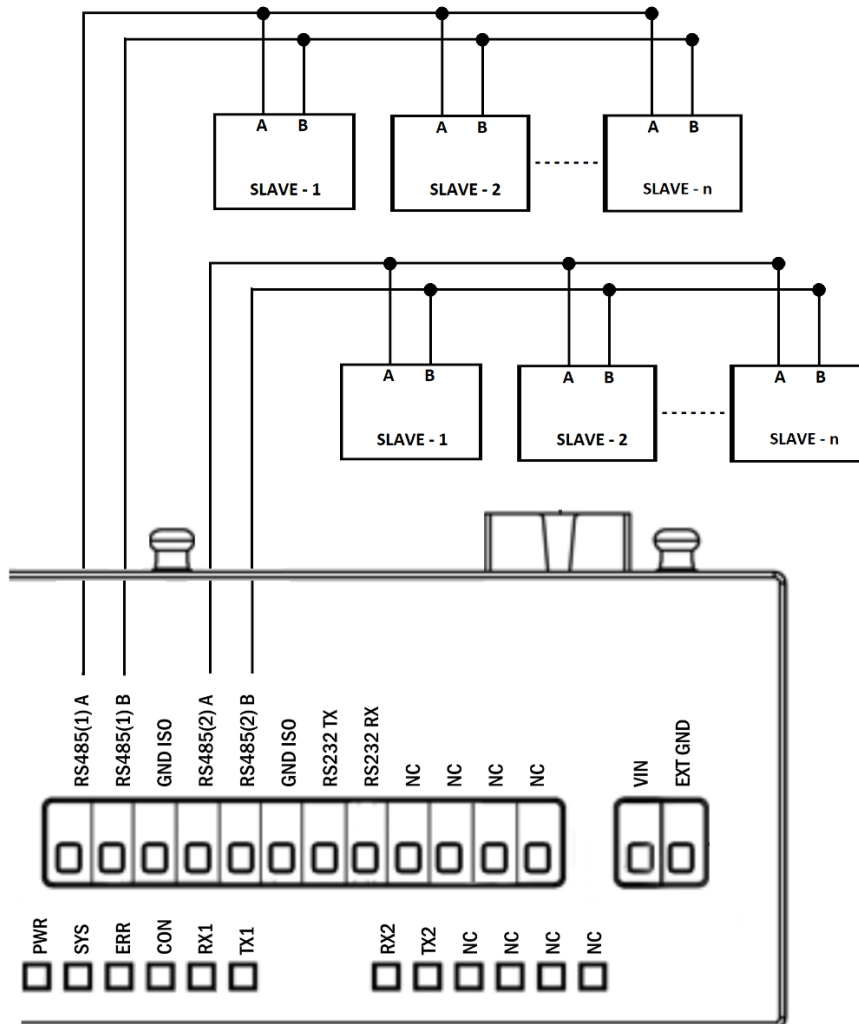 A B A B A B
SLAVE - 1 SLAVE - 2 SLAVE - n
A B A B A B
SLAVE - 1 SLAVE - 2 SLAVE - n
RS485(1) A
RS485(1) B
GND ISO
RS485(2) A
RS485(2) B
GND ISO
RS232 TX
RS232 RX
NC
NC
NC
NC
VIN
EXT GND
PWR
SYS
ERR
CON
RX1
TX1
RX2
TX2
NC
NC
NC
NC